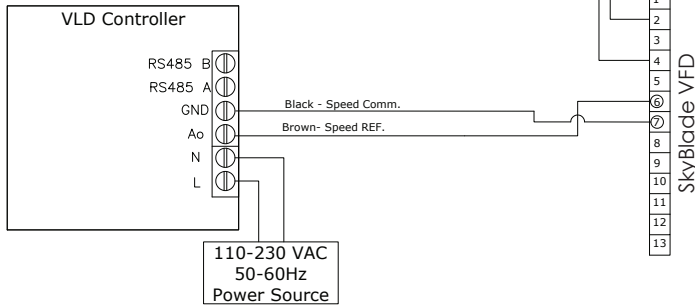 VLD Controller
RS485 B
RS485 A
GND
Ao
N
L
Black - Speed Comm.
Brown- Speed REF.
110-230 VAC
50-60Hz
Power Source
1
2
3
4
5
6
7
8
9
10
11
12
13
SkyBlade VFD